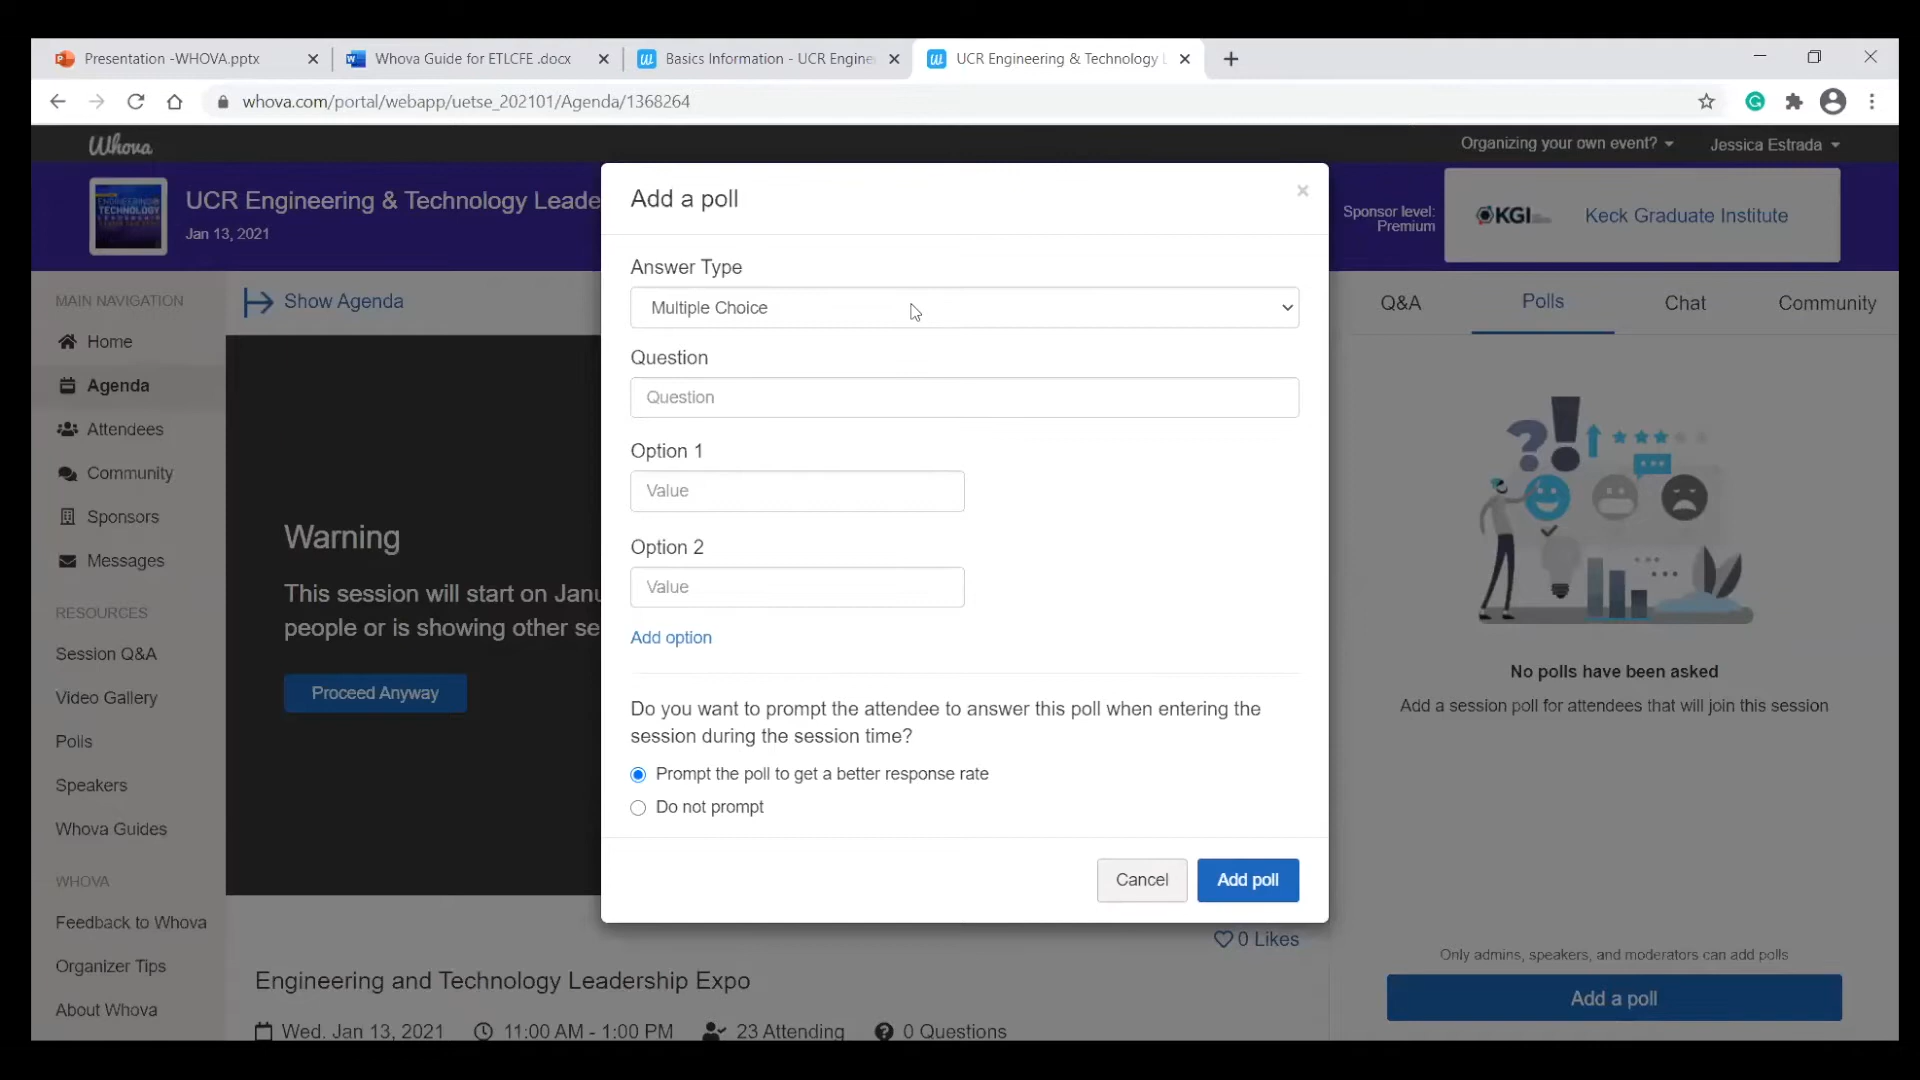 Presentation -WHOVA.pptx
Whova Guide for ETLCFE .docx
Basics Information - UCR Engine
UCR Engineering & Technology L
whova.com/portal/webapp/uetse_202101/Agenda/1368264
Whova
Organizing your own event?
Jessica Estrada
ENGINEERING
TECHNOLOGY
LEADERSHIP
UCR Engineering & Technology Leade
Jan 13, 2021
Sponsor level:
Premium
KGI
Keck Graduate Institute
MAIN NAVIGATION
Home
Agenda
Attendees
Community
Sponsors
Messages
RESOURCES
Session Q&A
Video Gallery
Polls
Speakers
Whova Guides
WHOVA
Feedback to Whova
Organizer Tips
About Whova
Show Agenda
Warning
This session will start on Janu
people or is showing other se
Proceed Anyway
Add a poll
×
Answer Type
Multiple Choice
Question
Question
Option 1
Value
Option 2
Value
Add option
Do you want to prompt the attendee to answer this poll when entering the
session during the session time?
Prompt the poll to get a better response rate
Do not prompt
Cancel
Add poll
0 Likes
Engineering and Technology Leadership Expo
Wed. Jan 13, 2021
11:00 AM - 1:00 PM
23 Attending
0 Questions
Q&A
Polls
Chat
Community
No polls have been asked
Add a session poll for attendees that will join this session
Only admins, speakers, and moderators can add polls
Add a poll